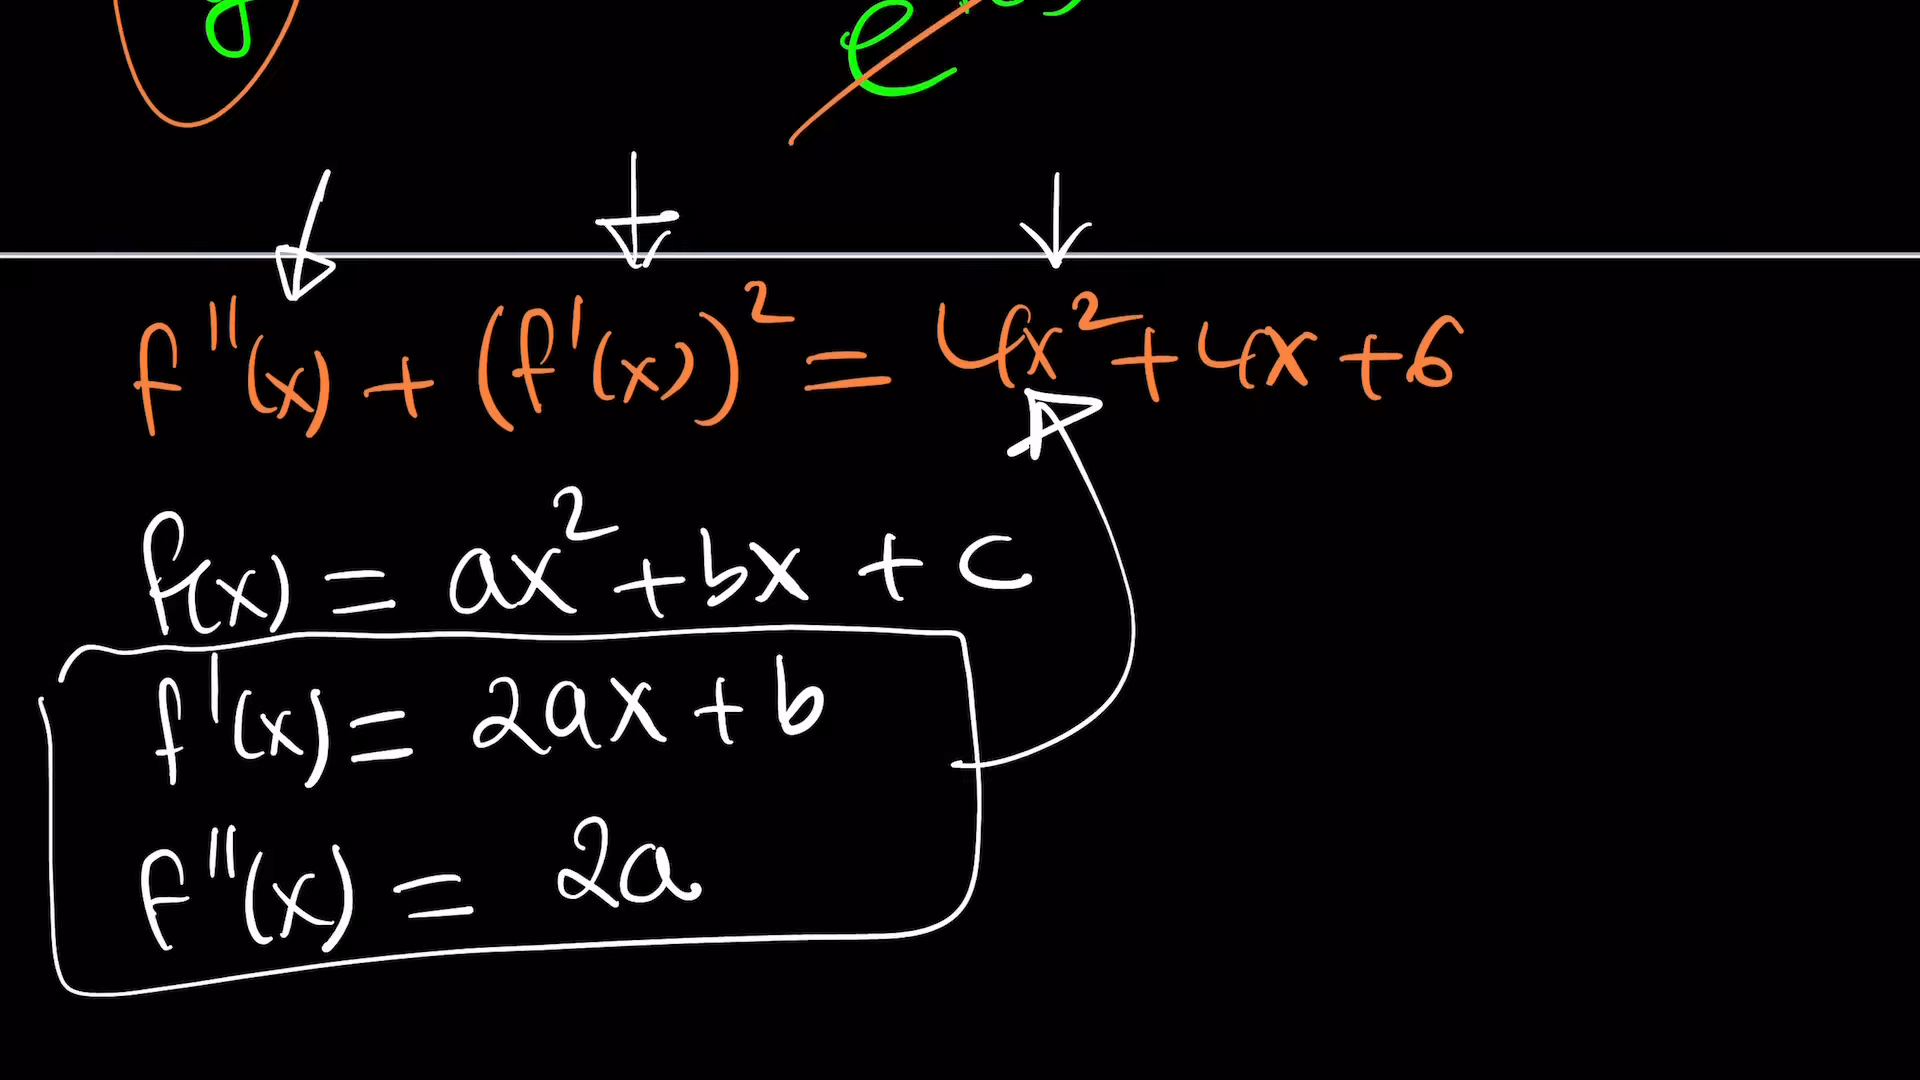 f''(x) + (f'(x))² = 4x² + 4x + 6
f(x) = ax² + bx + c
f'(x) = 2ax + b
f''(x) = 2a